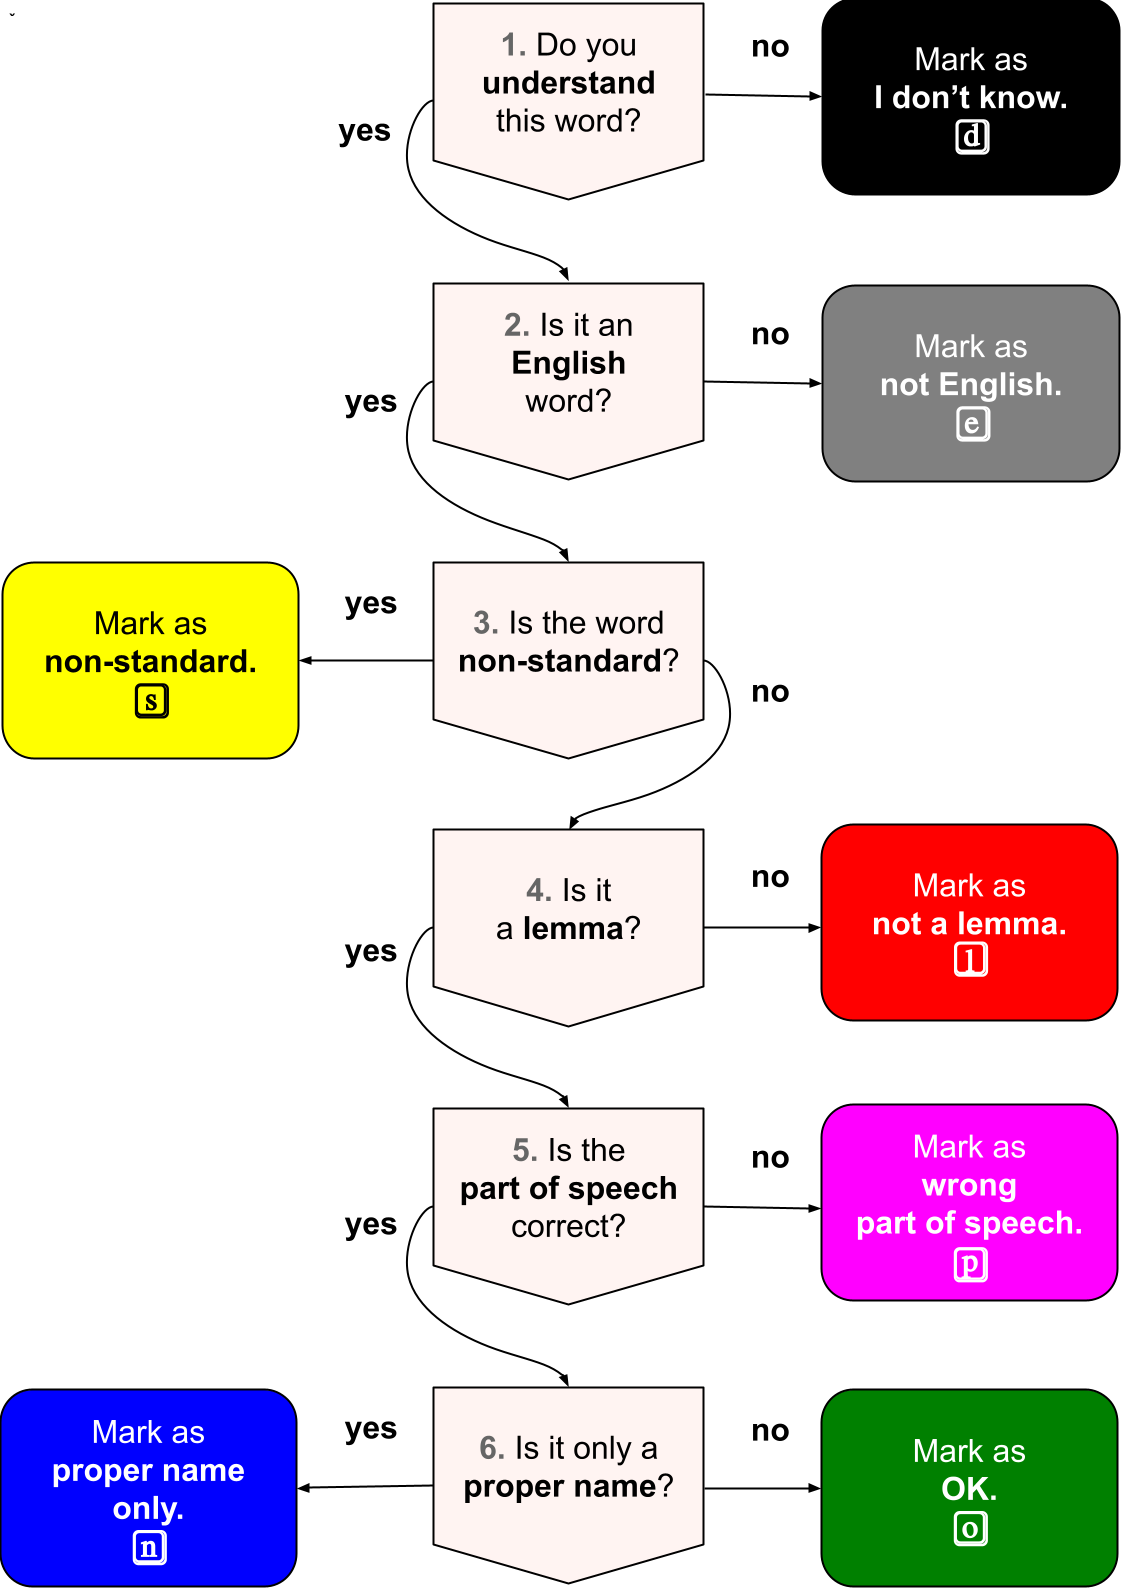 ˇ
1. Do you
understand
this word?
no
Mark as
I don’t know.
d
yes
2. Is it an
English
word?
no
Mark as
not English.
e
yes
3. Is the word
non-standard?
yes
Mark as
non-standard.
s
no
4. Is it
a lemma?
no
Mark as
not a lemma.
l
yes
5. Is the
part of speech
correct?
no
Mark as
wrong
part of speech.
p
yes
6. Is it only a
proper name?
yes
Mark as
proper name
only.
n
no
Mark as
OK.
o